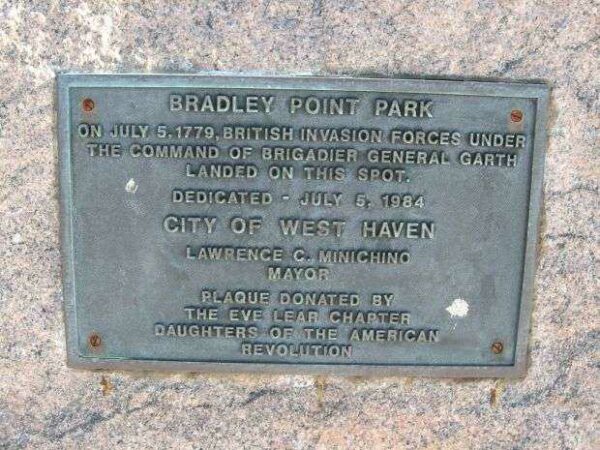 BRADLEY POINT PARK
ON JULY 5, 1779, BRITISH INVASION FORCES UNDER
THE COMMAND OF BRIGADIER GENERAL GARTH
LANDED ON THIS SPOT.
DEDICATED - JULY 5, 1984
CITY OF WEST HAVEN
LAWRENCE C. MINICHINO
MAYOR
PLAQUE DONATED BY
THE EVE LEAR CHAPTER
DAUGHTERS OF THE AMERICAN
REVOLUTION